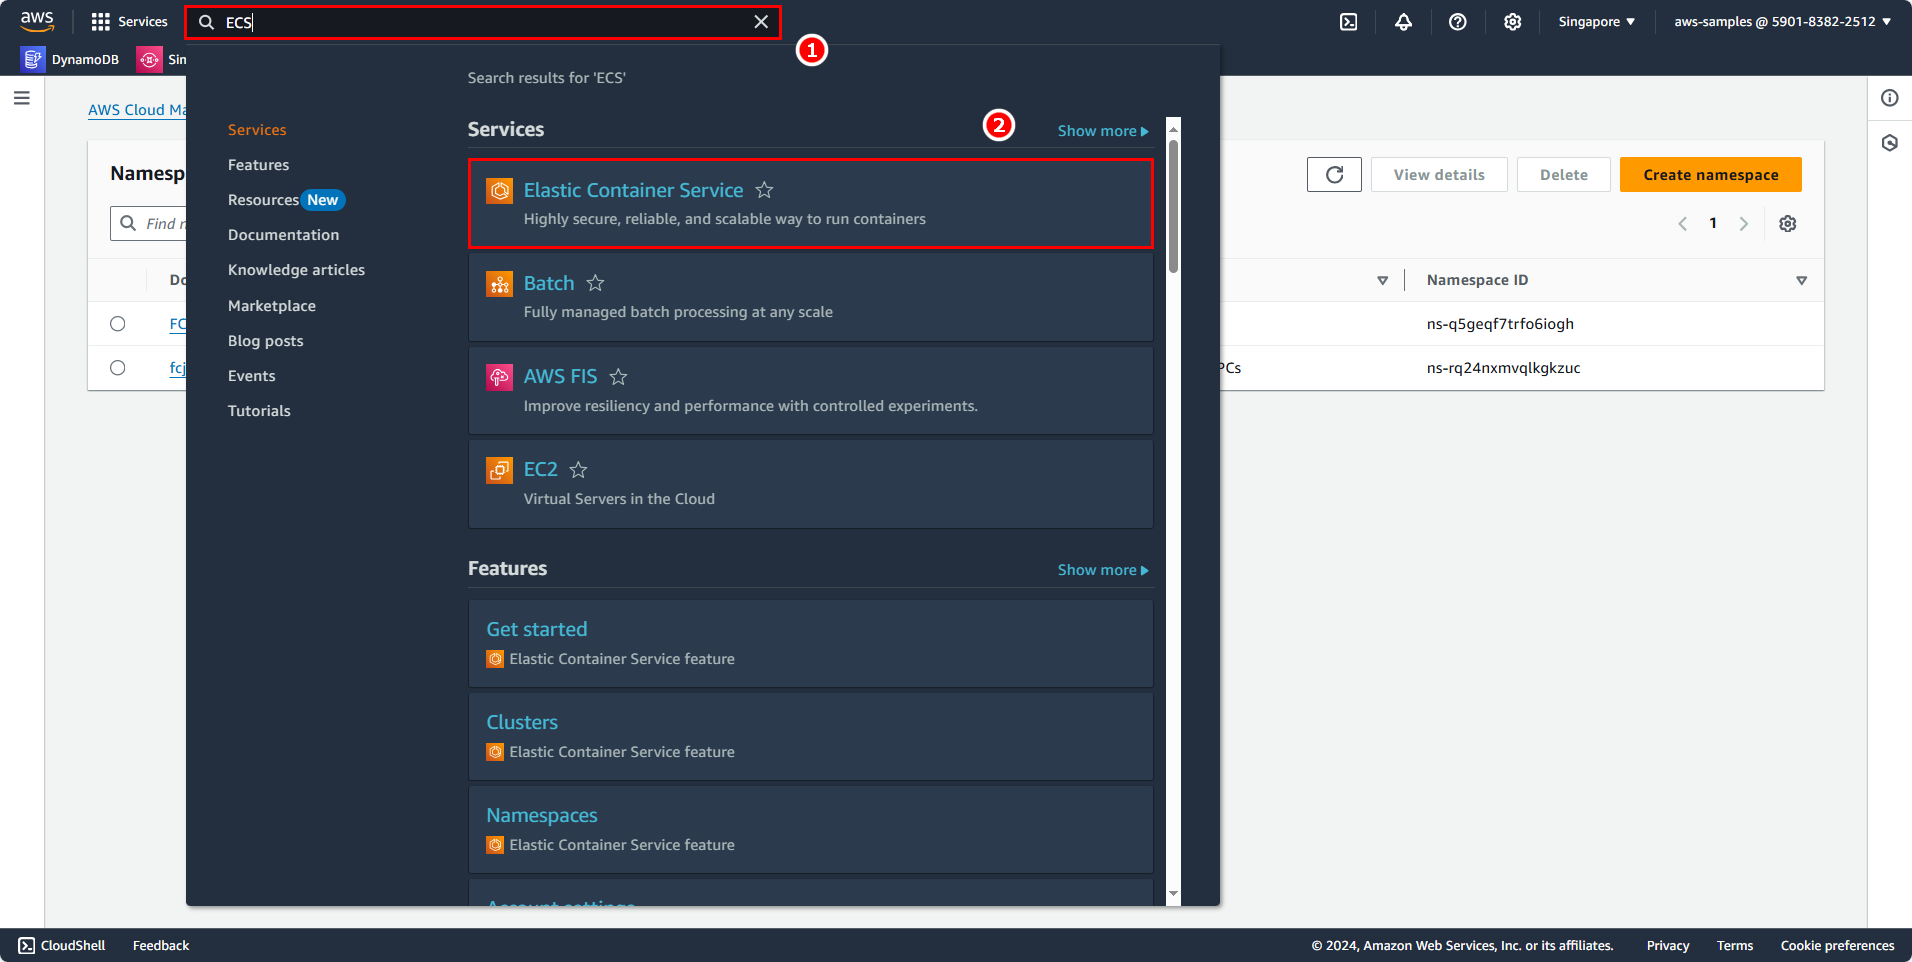 aws
Services
ECS
Singapore ▼
aws-samples @ 5901-8382-2512 ▼
DynamoDB
Sin
1
Search results for 'ECS'
AWS Cloud Ma
Services
Features
Resources New
Documentation
Knowledge articles
Marketplace
Blog posts
Events
Tutorials
Services
2
Show more ▶
Elastic Container Service
Highly secure, reliable, and scalable way to run containers
Batch
Fully managed batch processing at any scale
AWS FIS
Improve resiliency and performance with controlled experiments.
EC2
Virtual Servers in the Cloud
Features
Show more ▶
Get started
Elastic Container Service feature
Clusters
Elastic Container Service feature
Namespaces
Elastic Container Service feature
Account settings
Namesp
View details
Delete
Create namespace
Find n
1
Do
Namespace ID
FC
ns-q5geqf7trfo6iogh
fcj
PCs
ns-rq24nxmvqlkgkzuc
CloudShell
Feedback
© 2024, Amazon Web Services, Inc. or its affiliates.
Privacy
Terms
Cookie preferences